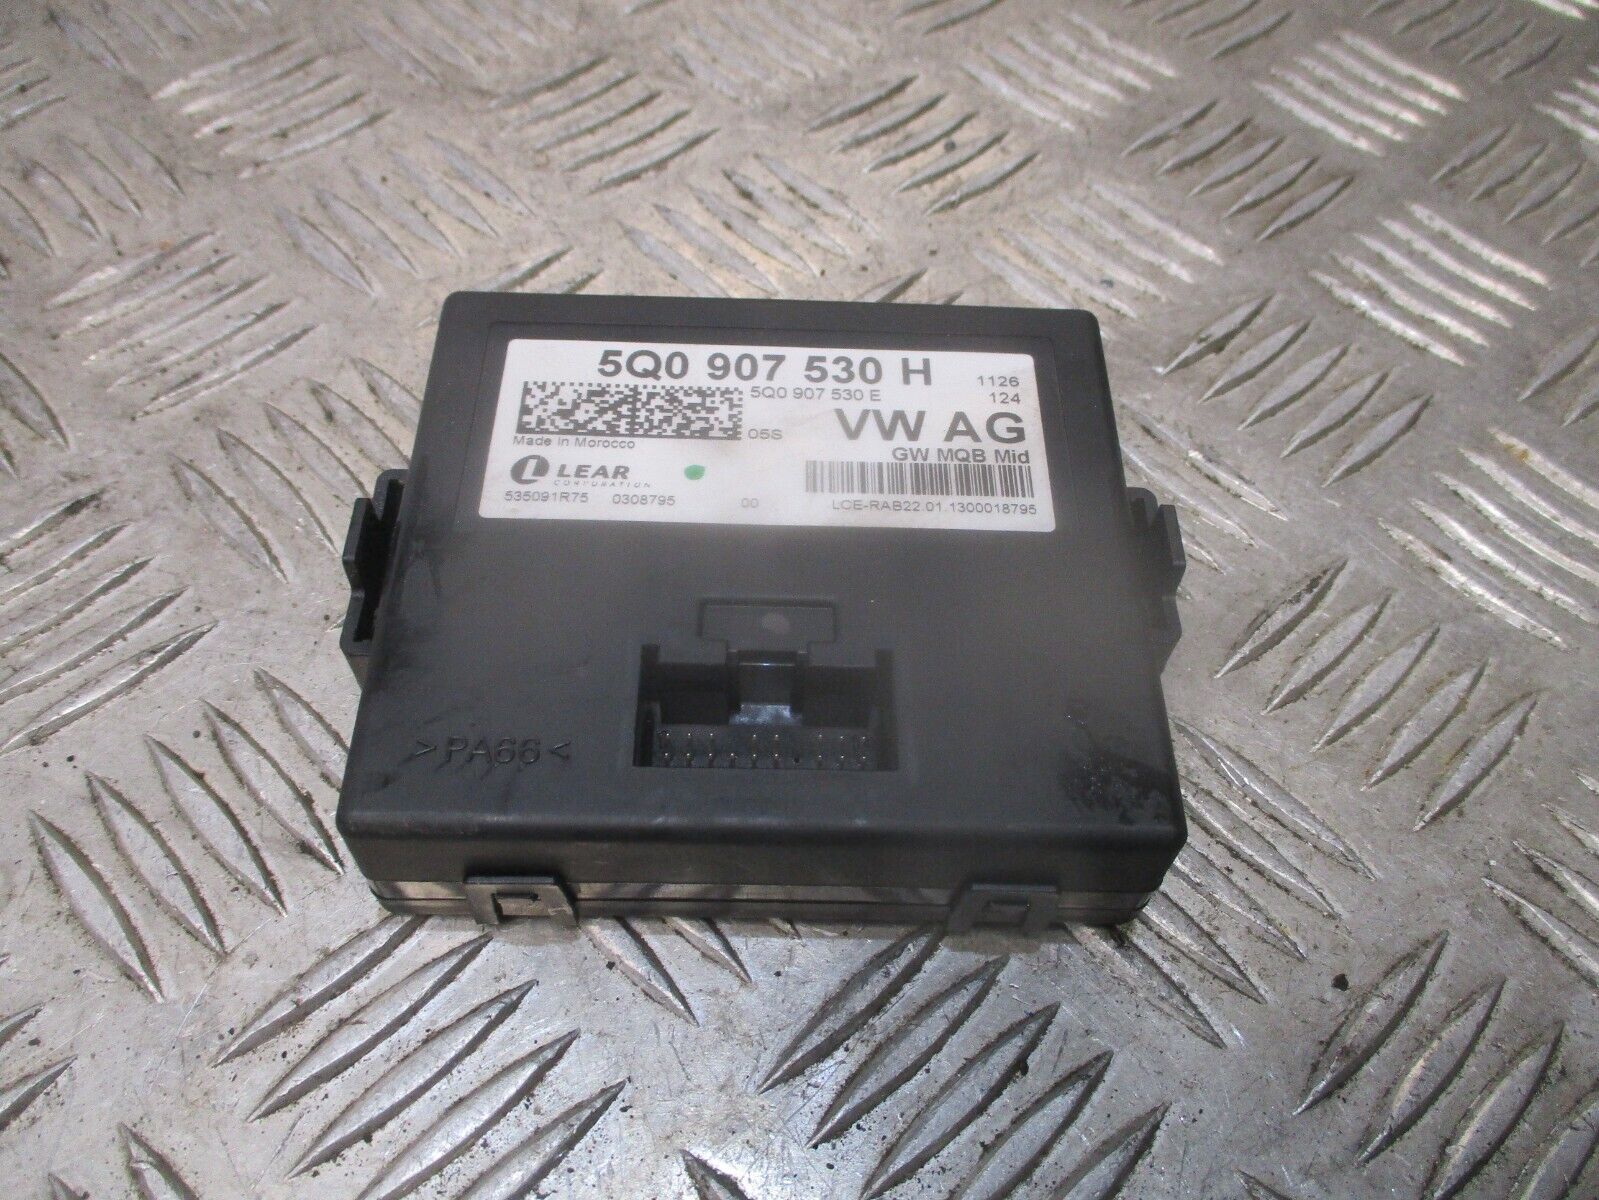 5Q0 907 530 H
1126
5Q0 907 530 E
124
05S
VW AG
Made in Morocco
GW MQB Mid
LEAR
CORPORATION
535091R75 0308795 00
LCE-RAB22.01.1300018795
>PA66<